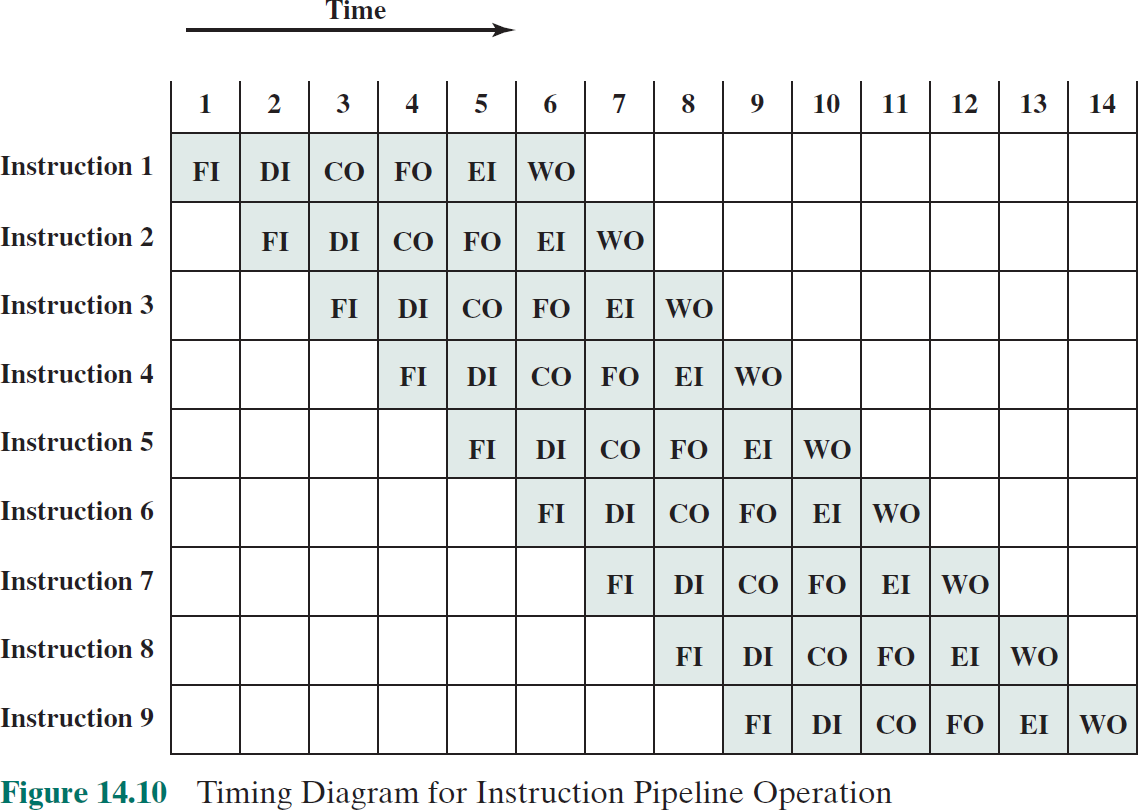 Time
1 2 3 4 5 6 7 8 9 10 11 12 13 14
Instruction 1 FI DI CO FO EI WO
Instruction 2 FI DI CO FO EI WO
Instruction 3 FI DI CO FO EI WO
Instruction 4 FI DI CO FO EI WO
Instruction 5 FI DI CO FO EI WO
Instruction 6 FI DI CO FO EI WO
Instruction 7 FI DI CO FO EI WO
Instruction 8 FI DI CO FO EI WO
Instruction 9 FI DI CO FO EI WO
Figure 14.10 Timing Diagram for Instruction Pipeline Operation